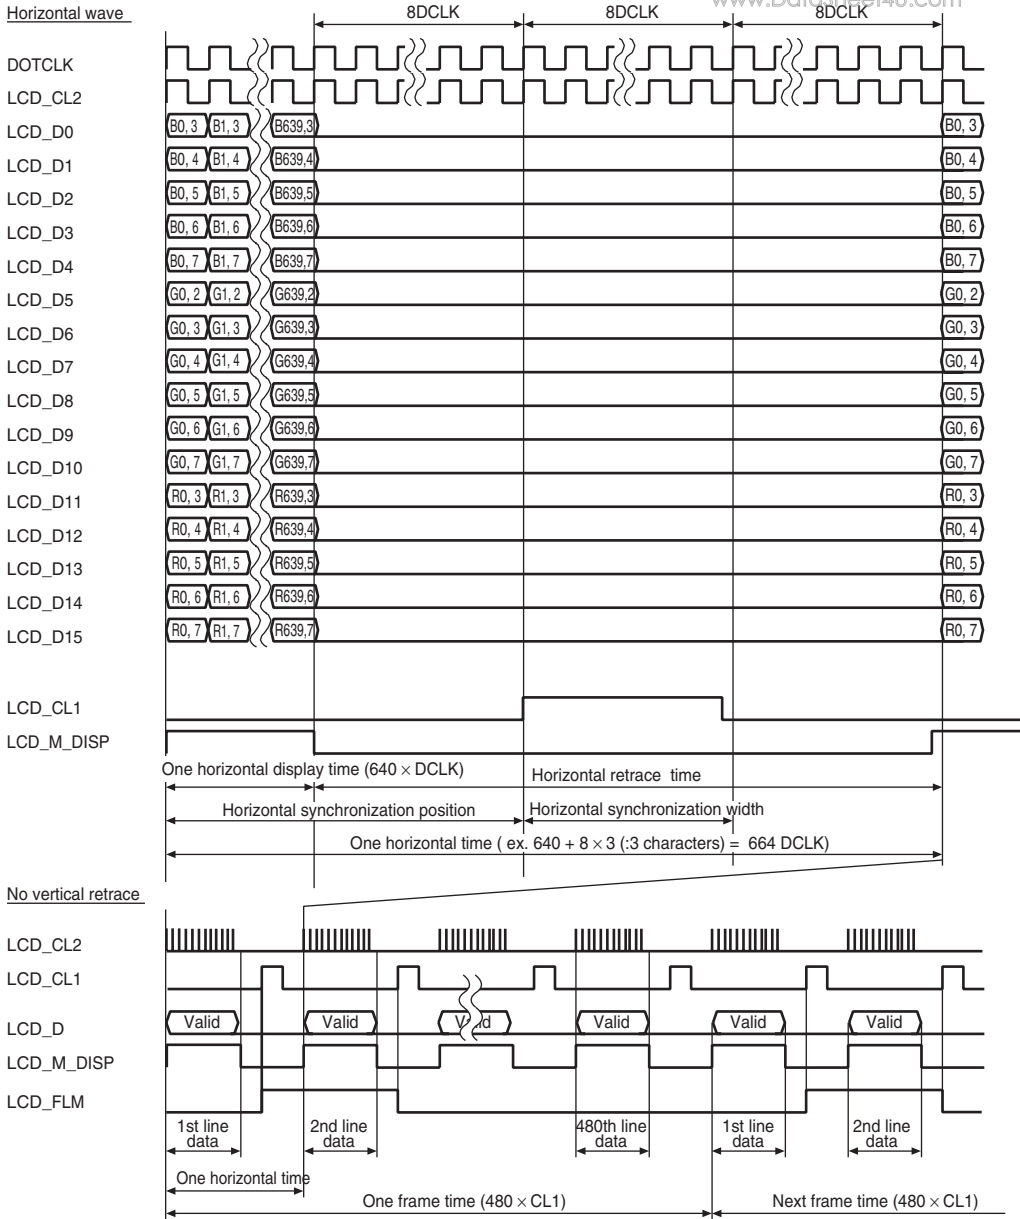 www.DataSheet4U.com
Horizontal wave
8DCLK 8DCLK 8DCLK
DOTCLK
LCD_CL2
LCD_D0 B0, 3 B1, 3 B639,3 B0, 3
LCD_D1 B0, 4 B1, 4 B639,4 B0, 4
LCD_D2 B0, 5 B1, 5 B639,5 B0, 5
LCD_D3 B0, 6 B1, 6 B639,6 B0, 6
LCD_D4 B0, 7 B1, 7 B639,7 B0, 7
LCD_D5 G0, 2 G1, 2 G639,2 G0, 2
LCD_D6 G0, 3 G1, 3 G639,3 G0, 3
LCD_D7 G0, 4 G1, 4 G639,4 G0, 4
LCD_D8 G0, 5 G1, 5 G639,5 G0, 5
LCD_D9 G0, 6 G1, 6 G639,6 G0, 6
LCD_D10 G0, 7 G1, 7 G639,7 G0, 7
LCD_D11 R0, 3 R1, 3 R639,3 R0, 3
LCD_D12 R0, 4 R1, 4 R639,4 R0, 4
LCD_D13 R0, 5 R1, 5 R639,5 R0, 5
LCD_D14 R0, 6 R1, 6 R639,6 R0, 6
LCD_D15 R0, 7 R1, 7 R639,7 R0, 7
LCD_CL1
LCD_M_DISP
One horizontal display time (640 × DCLK)
Horizontal retrace time
Horizontal synchronization position
Horizontal synchronization width
One horizontal time ( ex. 640 + 8 × 3 (:3 characters) = 664 DCLK)
No vertical retrace
LCD_CL2
LCD_CL1
LCD_D Valid Valid Valid Valid Valid Valid
LCD_M_DISP
LCD_FLM
1st line data
2nd line data
480th line data
1st line data
2nd line data
One horizontal time
One frame time (480 × CL1)
Next frame time (480 × CL1)